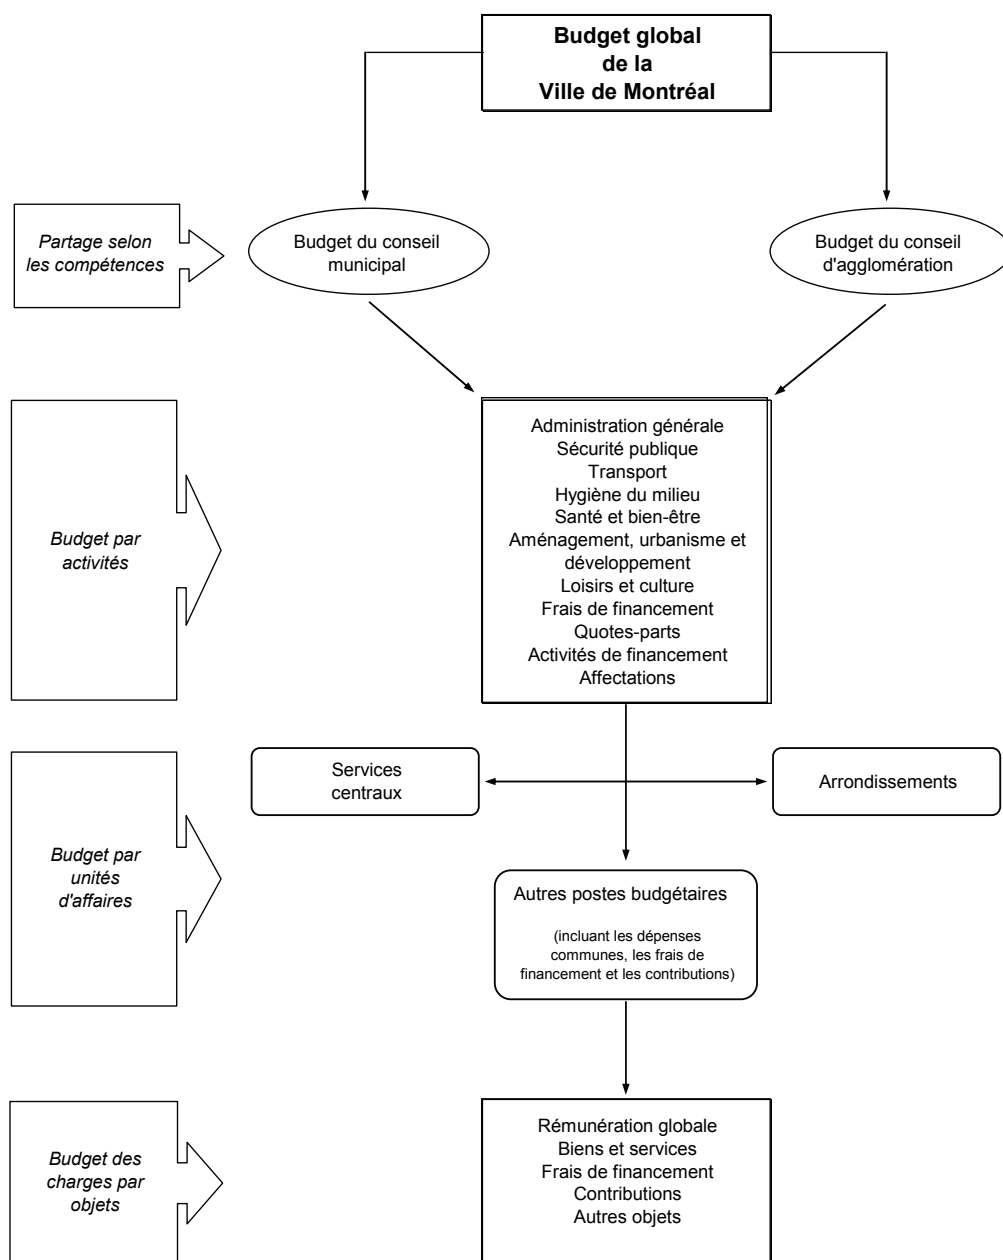 Budget global
de la
Ville de Montréal
Partage selon
les compétences
Budget du conseil
municipal
Budget du conseil
d'agglomération
Budget par
activités
Administration générale
Sécurité publique
Transport
Hygiène du milieu
Santé et bien-être
Aménagement, urbanisme et
développement
Loisirs et culture
Frais de financement
Quotes-parts
Activités de financement
Affectations
Services
centraux
Arrondissements
Budget par
unités
d'affaires
Autres postes budgétaires
(incluant les dépenses
communes, les frais de
financement et les contributions)
Budget des
charges par
objets
Rémunération globale
Biens et services
Frais de financement
Contributions
Autres objets